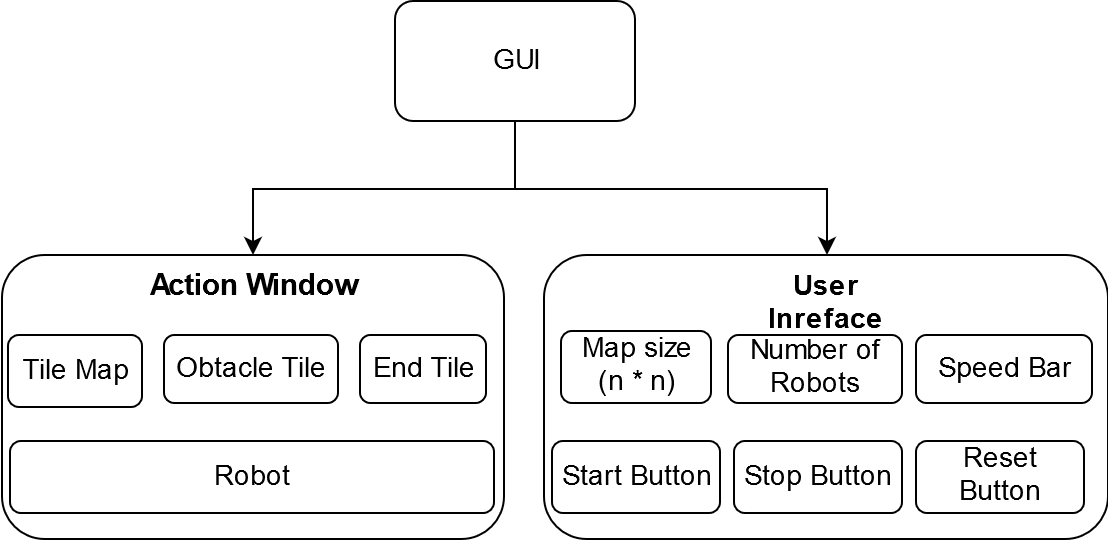 GUI
Action Window
Tile Map
Obtacle Tile
End Tile
Robot
User
Inreface
Map size
(n * n)
Number of
Robots
Speed Bar
Start Button
Stop Button
Reset
Button